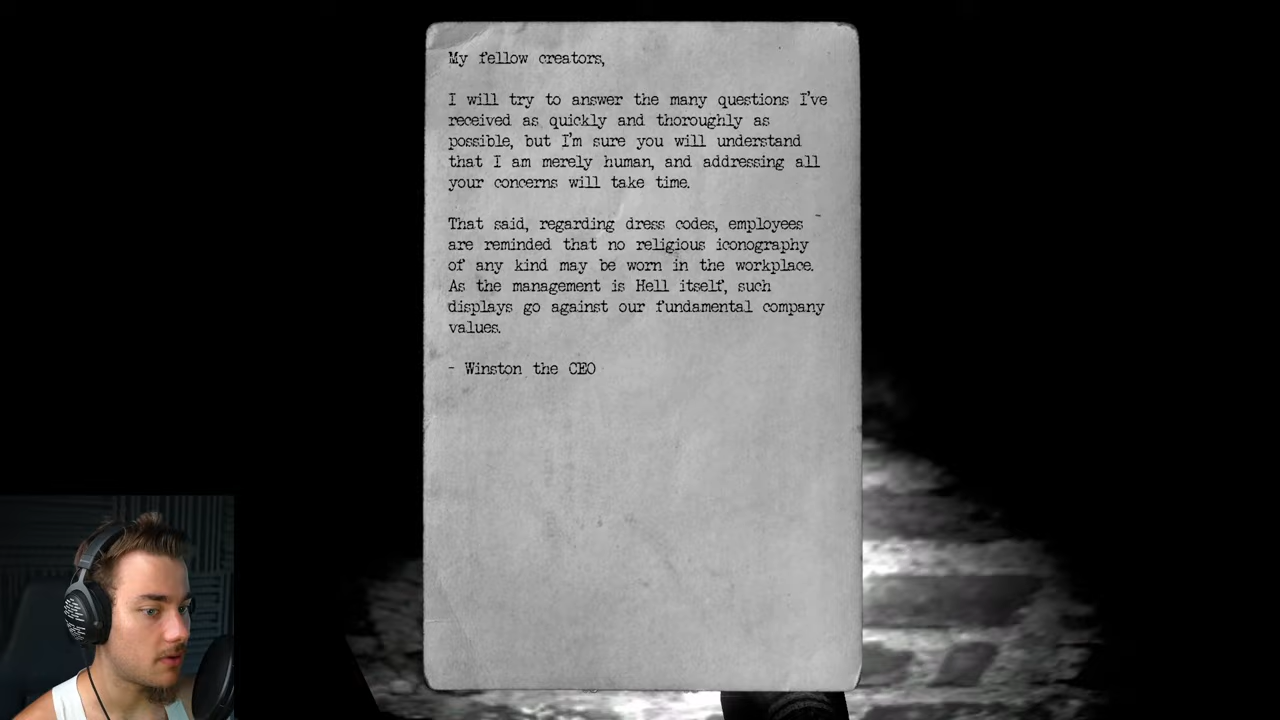 My fellow creators,
I will try to answer the many questions I've
received as quickly and thoroughly as
possible, but I'm sure you will understand
that I am merely human, and addressing all
your concerns will take time.
That said, regarding dress codes, employees
are reminded that no religious iconography
of any kind may be worn in the workplace.
As the management is Hell itself, such
displays go against our fundamental company
values.
- Winston the CEO